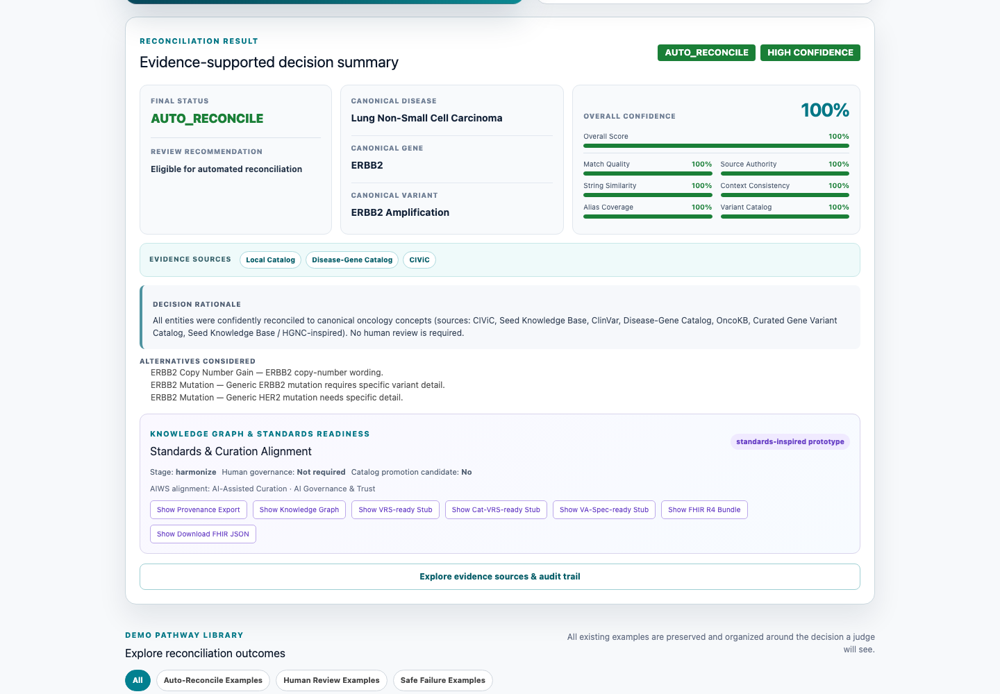 RECONCILIATION RESULT
Evidence-supported decision summary
AUTO_RECONCILE
HIGH CONFIDENCE
FINAL STATUS
AUTO_RECONCILE
REVIEW RECOMMENDATION
Eligible for automated reconciliation
CANONICAL DISEASE
Lung Non-Small Cell Carcinoma
CANONICAL GENE
ERBB2
CANONICAL VARIANT
ERBB2 Amplification
OVERALL CONFIDENCE
100%
Overall Score 100%
Match Quality 100%
Source Authority 100%
String Similarity 100%
Context Consistency 100%
Alias Coverage 100%
Variant Catalog 100%
EVIDENCE SOURCES
Local Catalog
Disease-Gene Catalog
CIViC
DECISION RATIONALE
All entities were confidently reconciled to canonical oncology concepts (sources: CIViC, Seed Knowledge Base, ClinVar, Disease-Gene Catalog, OncoKB, Curated Gene Variant
Catalog, Seed Knowledge Base / HGNC-inspired). No human review is required.
ALTERNATIVES CONSIDERED
ERBB2 Copy Number Gain — ERBB2 copy-number wording.
ERBB2 Mutation — Generic ERBB2 mutation requires specific variant detail.
ERBB2 Mutation — Generic HER2 mutation needs specific detail.
KNOWLEDGE GRAPH & STANDARDS READINESS
Standards & Curation Alignment
standards-inspired prototype
Stage: harmonize Human governance: Not required Catalog promotion candidate: No
AIWS alignment: AI-Assisted Curation · AI Governance & Trust
Show Provenance Export
Show Knowledge Graph
Show VRS-ready Stub
Show Cat-VRS-ready Stub
Show VA-Spec-ready Stub
Show FHIR R4 Bundle
Show Download FHIR JSON
Explore evidence sources & audit trail
DEMO PATHWAY LIBRARY
Explore reconciliation outcomes
All existing examples are preserved and organized around the decision a judge
will see.
All
Auto-Reconcile Examples
Human Review Examples
Safe Failure Examples